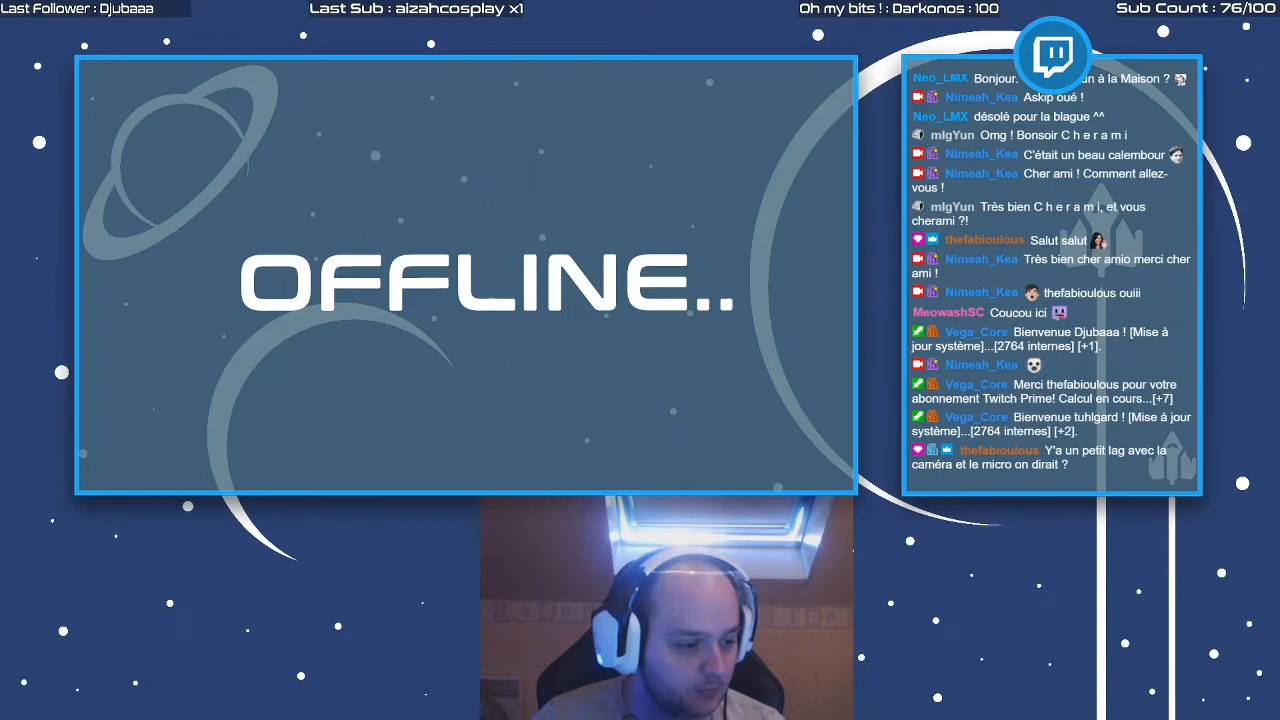 Last Follower : Djubaaa
Last Sub : aizahcosplay x1
Oh my bits ! : Darkonos : 100
Sub Count : 76/100
OFFLINE..
Neo_LMX Bonjour. un à la Maison ?
Nimeah_Kea Askip oué !
Neo_LMX désolé pour la blague ^^
mIgYun Omg ! Bonsoir C h e r a m i
Nimeah_Kea C'était un beau calembour
Nimeah_Kea Cher ami ! Comment allez-
vous !
mIgYun Très bien C h e r a m i, et vous
cherami ?!
thefabioulous Salut salut
Nimeah_Kea Très bien cher amio merci cher
ami !
Nimeah_Kea thefabioulous ouiii
MeowashSC Coucou ici
Vega_Core Bienvenue Djubaaa ! [Mise à
jour système]...[2764 internes] [+1].
Nimeah_Kea
Vega_Core Merci thefabioulous pour votre
abonnement Twitch Prime! Calcul en cours...[+7]
Vega_Core Bienvenue tuhlgard ! [Mise à jour
système]...[2764 internes] [+2].
thefabioulous Y'a un petit lag avec la
caméra et le micro on dirait ?